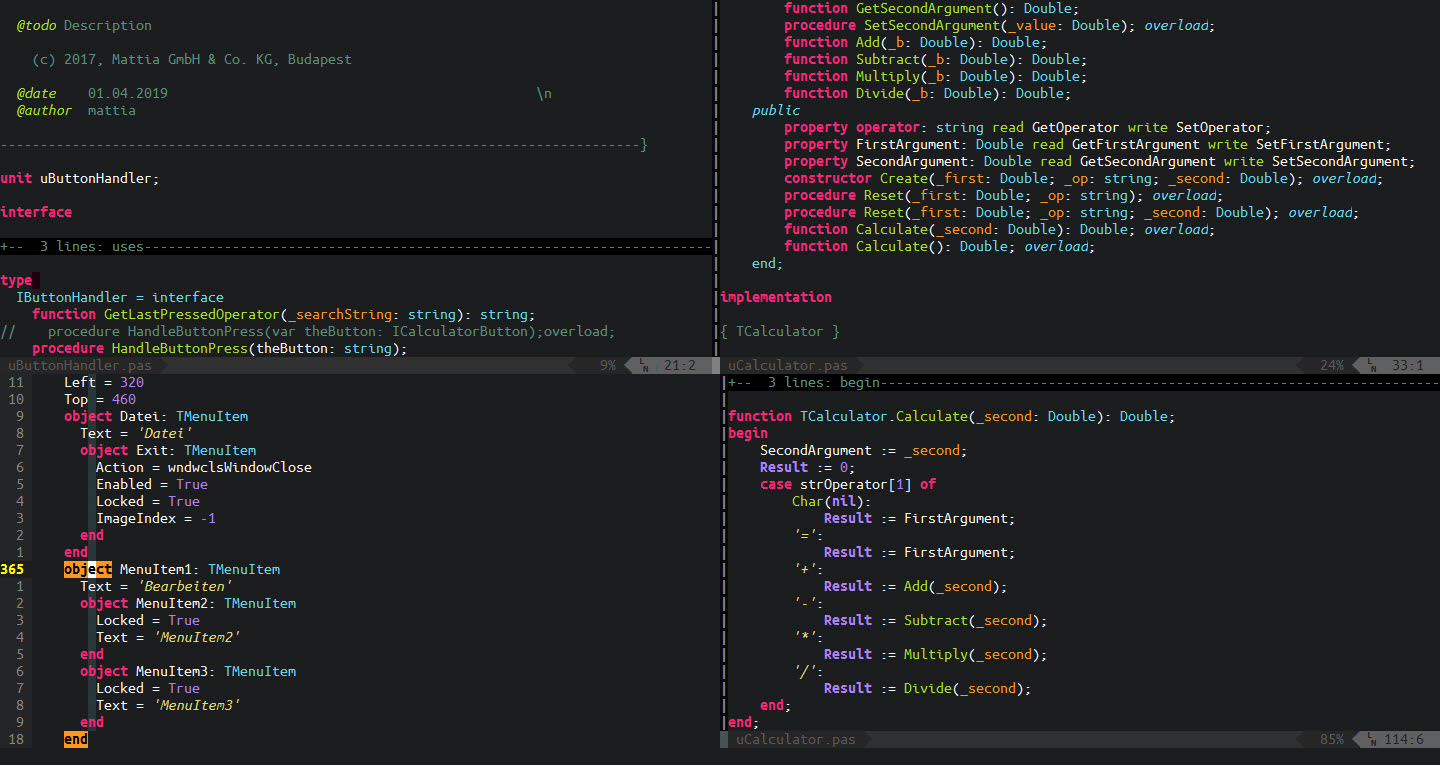 @todo Description
(c) 2017, Mattia GmbH & Co. KG, Budapest
@date 01.04.2019 \n
@author mattia
--------------------------------------------------------------------------------}
unit uButtonHandler;
interface
+-- 3 lines: uses-----------------------------------------------------------------------
type
IButtonHandler = interface
function GetLastPressedOperator(_searchString: string): string;
// procedure HandleButtonPress(var theButton: ICalculatorButton);overload;
procedure HandleButtonPress(theButton: string);
uButtonHandler.pas 9% LN 21:2
function GetSecondArgument(): Double;
procedure SetSecondArgument(_value: Double); overload;
function Add(_b: Double): Double;
function Subtract(_b: Double): Double;
function Multiply(_b: Double): Double;
function Divide(_b: Double): Double;
public
property operator: string read GetOperator write SetOperator;
property FirstArgument: Double read GetFirstArgument write SetFirstArgument;
property SecondArgument: Double read GetSecondArgument write SetSecondArgument;
constructor Create(_first: Double; _op: string; _second: Double); overload;
procedure Reset(_first: Double; _op: string); overload;
procedure Reset(_first: Double; _op: string; _second: Double); overload;
function Calculate(_second: Double): Double; overload;
function Calculate(): Double; overload;
end;
implementation
{ TCalculator }
uCalculator.pas 24% LN 33:1
11 Left = 320
10 Top = 460
9 object Datei: TMenuItem
8 Text = 'Datei'
7 object Exit: TMenuItem
6 Action = wndwclsWindowClose
5 Enabled = True
4 Locked = True
3 ImageIndex = -1
2 end
1 end
365 object MenuItem1: TMenuItem
1 Text = 'Bearbeiten'
2 object MenuItem2: TMenuItem
3 Locked = True
4 Text = 'MenuItem2'
5 end
6 object MenuItem3: TMenuItem
7 Locked = True
8 Text = 'MenuItem3'
9 end
18 end
+-- 3 lines: begin----------------------------------------------------------------------
function TCalculator.Calculate(_second: Double): Double;
begin
SecondArgument := _second;
Result := 0;
case strOperator[1] of
Char(nil):
Result := FirstArgument;
'=':
Result := FirstArgument;
'+':
Result := Add(_second);
'-':
Result := Subtract(_second);
'*':
Result := Multiply(_second);
'/':
Result := Divide(_second);
end;
end;
uCalculator.pas 85% LN 114:6